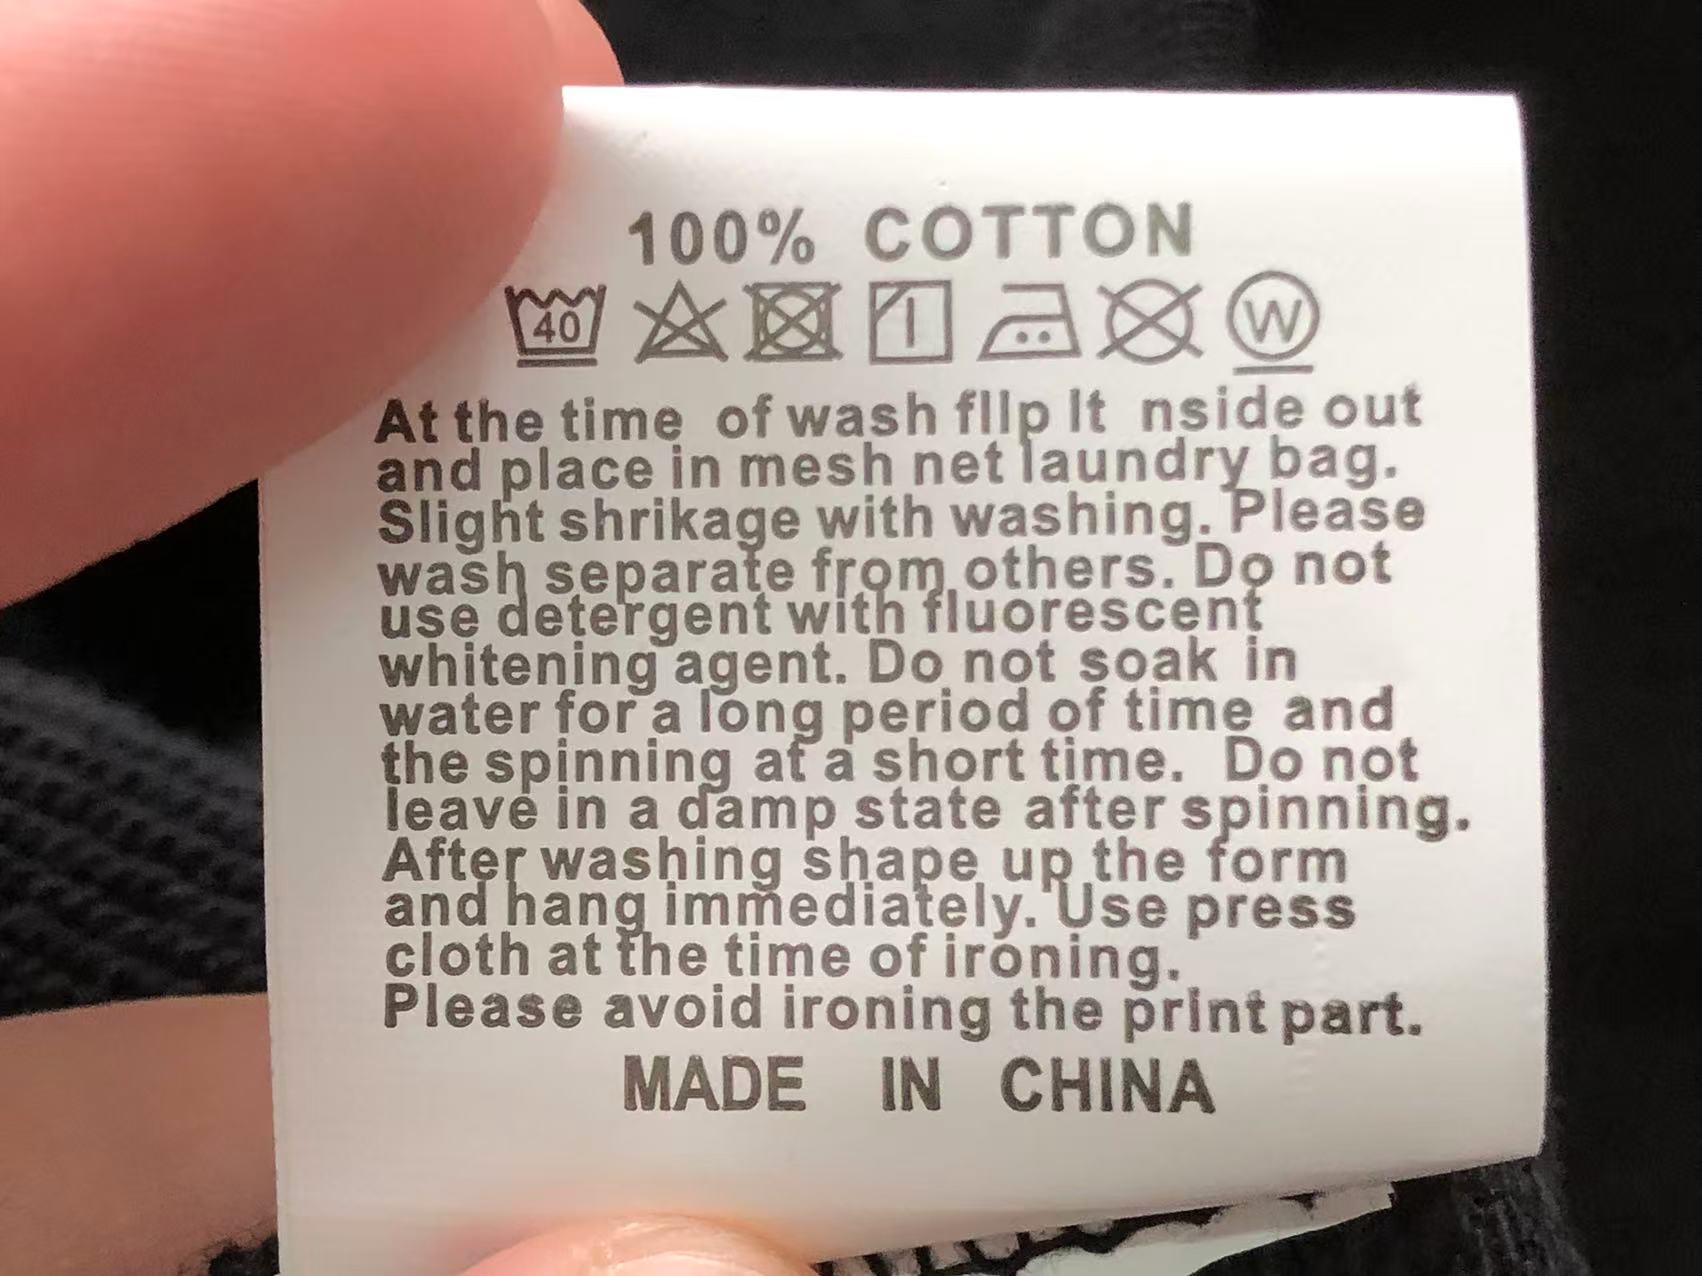 100% COTTON
40
W
At the time of wash fllp lt nside out
and place in mesh net laundry bag.
Slight shrikage with washing. Please
wash separate from others. Do not
use detergent with fluorescent
whitening agent. Do not soak in
water for a long period of time and
the spinning at a short time. Do not
leave in a damp state after spinning.
After washing shape up the form
and hang immediately. Use press
cloth at the time of ironing.
Please avoid ironing the prlnt part.
MADE IN CHINA